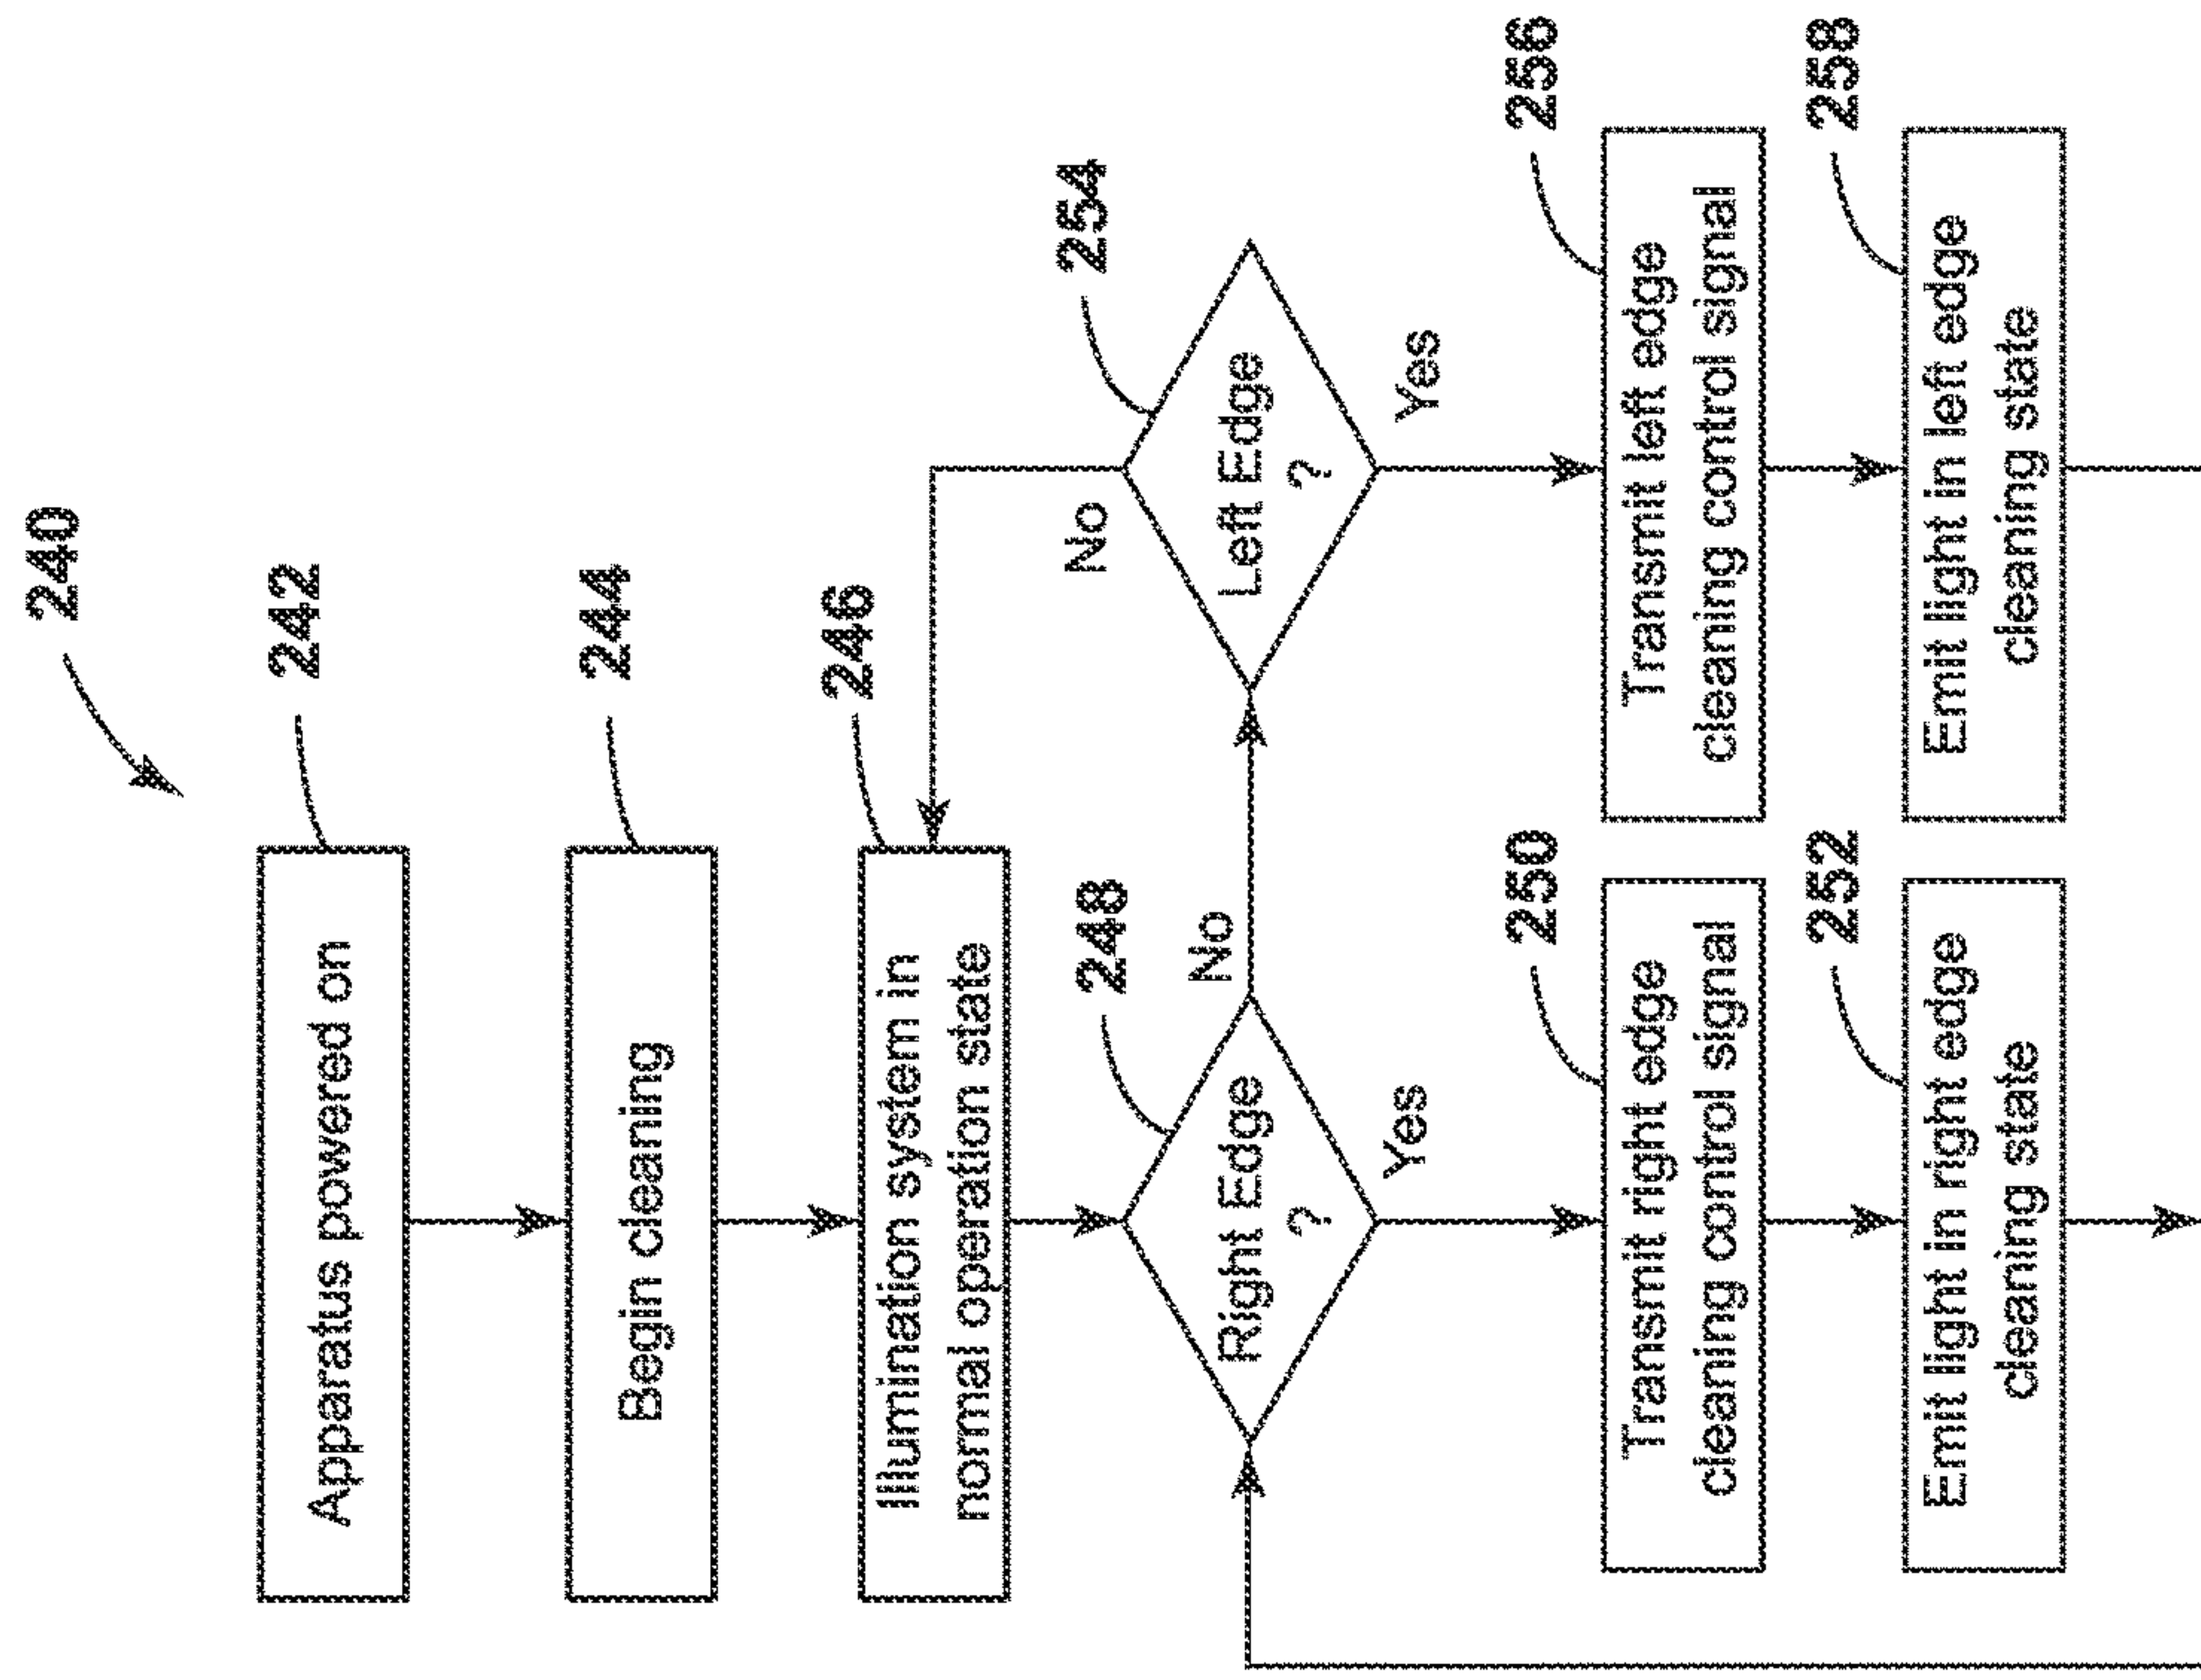 240
Apparatus powered on
242
Begin cleaning
244
Illumination system in
normal operation state
246
Right Edge
?
248
No
Yes
Left Edge
?
254
No
Yes
Transmit right edge
cleaning control signal
250
Transmit left edge
cleaning control signal
256
Emit light in right edge
cleaning state
252
Emit light in left edge
cleaning state
258